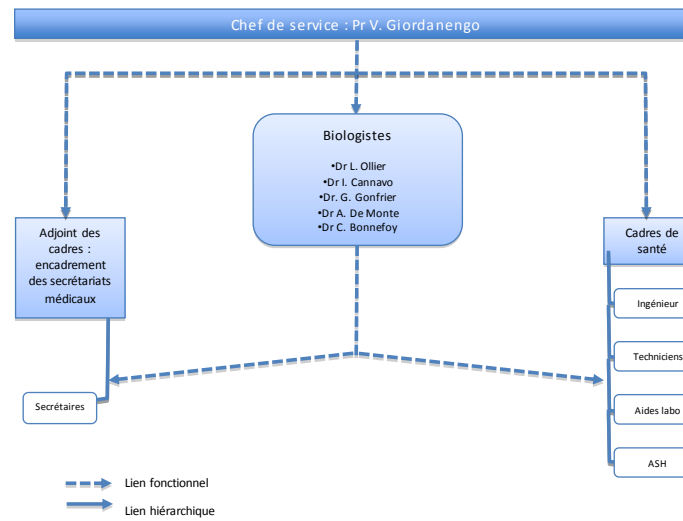 Chef de service : Pr V. Giordanengo
Biologistes
•Dr L. Ollier
•Dr I. Cannavo
•Dr. G. Gonfrier
•Dr A. De Monte
•Dr C. Bonnefoy
Adjoint des
cadres :
encadrement
des secrétariats
médicaux
Cadres de
santé
Ingénieur
Techniciens
Aides labo
ASH
Secrétaires
Lien fonctionnel
Lien hiérarchique